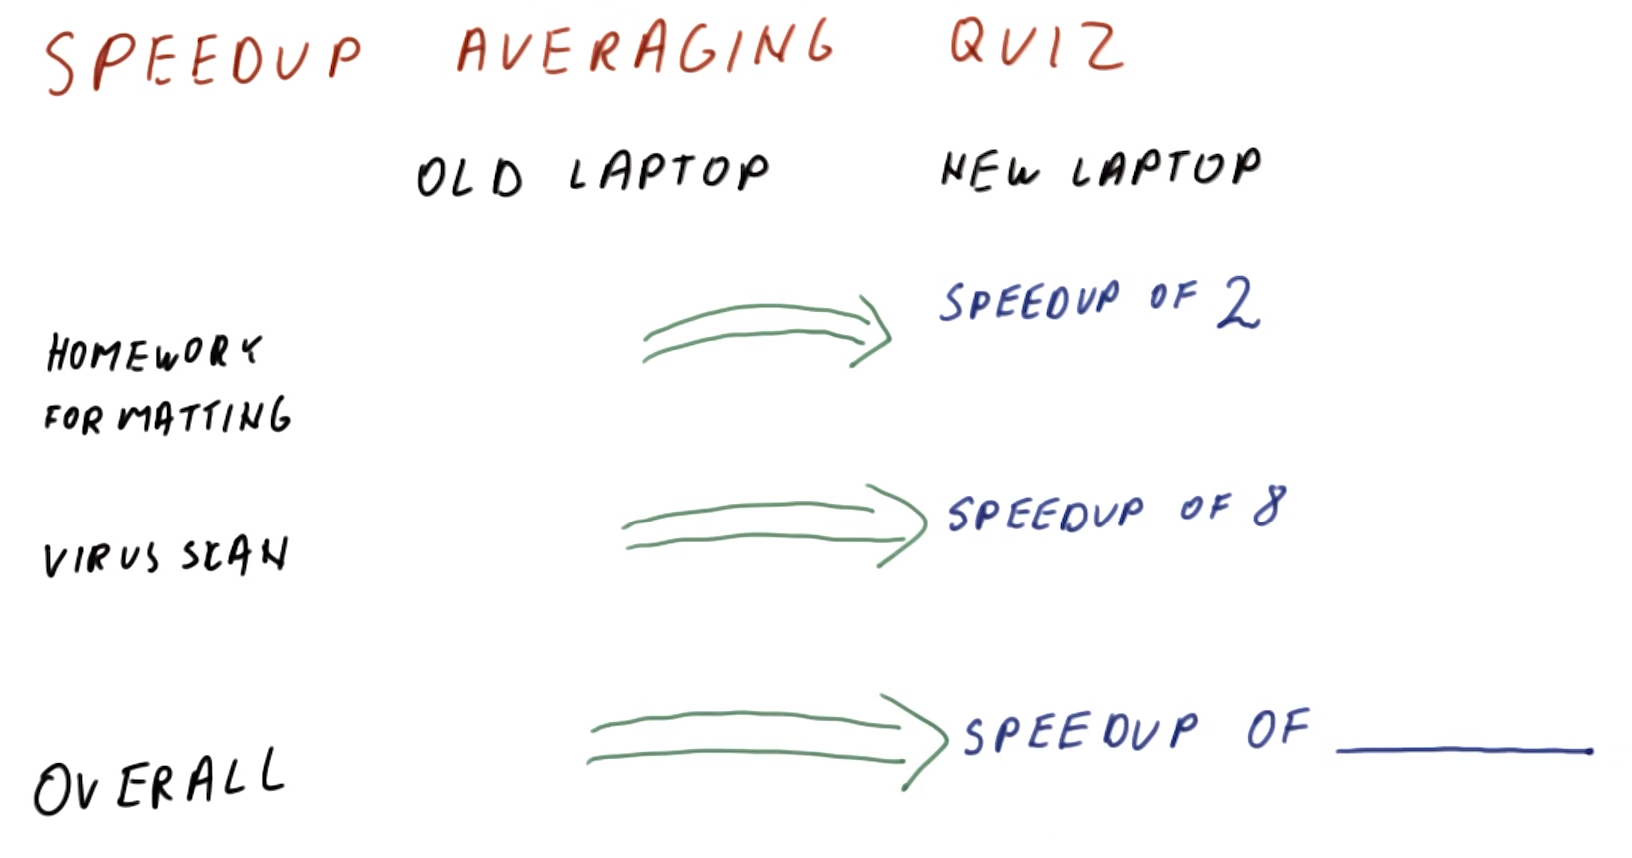 SPEEDUP AVERAGING QUIZ
OLD LAPTOP NEW LAPTOP
SPEEDUP OF 2
HOMEWORK
FORMATTING
SPEEDUP OF 8
VIRUS SCAN
SPEEDUP OF
OVERALL